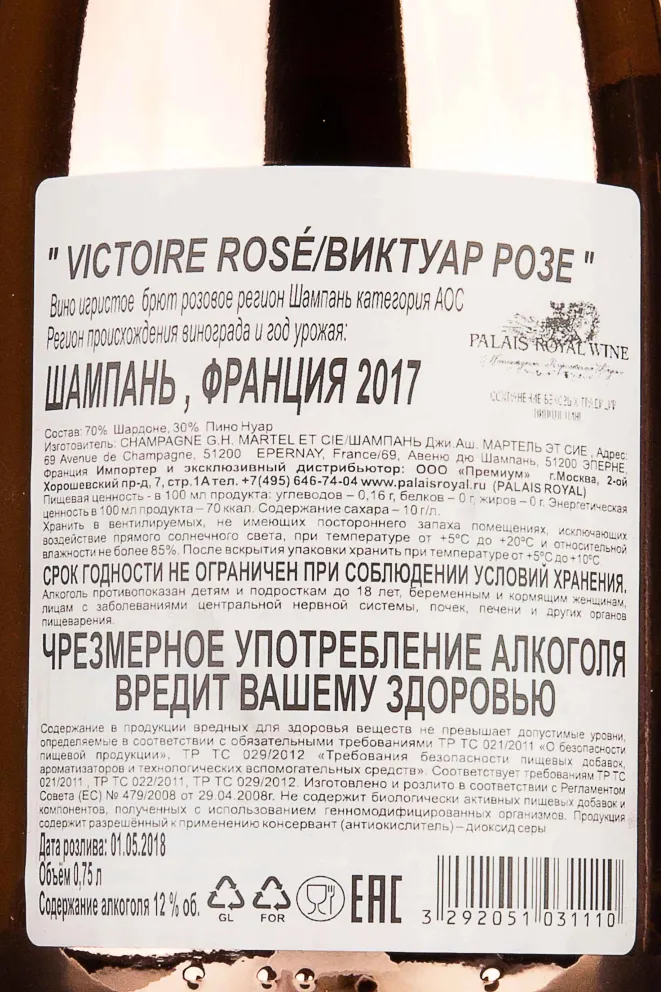 " VICTOIRE ROSÉ/ВИКТУАР РОЗЕ "
Вино игристое брют розовое регион Шампань категория АОС
Регион происхождения винограда и год урожая:
PALAIS ROYAL WINE
ШАМПАНЬ , ФРАНЦИЯ 2017
Состав: 70% Шардоне, 30% Пино Нуар
Изготовитель: CHAMPAGNE G.H. MARTEL ET CIE/ШАМПАНЬ Джи.Аш. МАРТЕЛЬ ЭТ СИЕ , Адрес:
69 Avenue de Champagne, 51200 EPERNAY, France/69, Авеню дю Шампань, 51200 ЭПЕРНЕ,
Франция Импортер и эксклюзивный дистрибьютор: ООО «Премиум» г.Москва, 2-ой
Хорошевский пр-д, 7, стр.1А тел. +7(495) 646-74-04 www.palaisroyal.ru (PALAIS ROYAL)
Пищевая ценность - в 100 мл продукта: углеводов – 0,16 г, белков – 0 г, жиров – 0 г. Энергетическая
ценность в 100 мл продукта – 70 ккал. Содержание сахара – 10 г/л.
Хранить в вентилируемых, не имеющих постороннего запаха помещениях, исключающих
воздействие прямого солнечного света, при температуре от +5°C до +20°C и относительной
влажности не более 85%. После вскрытия упаковки хранить при температуре от +5°C до +10°C
СРОК ГОДНОСТИ НЕ ОГРАНИЧЕН ПРИ СОБЛЮДЕНИИ УСЛОВИЙ ХРАНЕНИЯ.
Алкоголь противопоказан детям и подросткам до 18 лет, беременным и кормящим женщинам,
лицам с заболеваниями центральной нервной системы, почек, печени и других органов
пищеварения.
ЧРЕЗМЕРНОЕ УПОТРЕБЛЕНИЕ АЛКОГОЛЯ
ВРЕДИТ ВАШЕМУ ЗДОРОВЬЮ
Содержание в продукции вредных для здоровья веществ не превышает допустимые уровни,
определяемые в соответствии с обязательными требованиями ТР ТС 021/2011 «О безопасности
пищевой продукции», ТР ТС 029/2012 «Требования безопасности пищевых добавок,
ароматизаторов и технологических вспомогательных средств». Соответствует требованиям ТР ТС
021/2011 , ТР ТС 022/2011, ТР ТС 029/2012. Изготовлено и розлито в соответствии с Регламентом
Совета (ЕС) № 479/2008 от 29.04.2008г. Не содержит биологически активных пищевых добавок и
компонентов, полученных с использованием генномодифицированных организмов. Продукция
содержит разрешённый к применению консервант (антиокислитель) – диоксид серы
Дата розлива: 01.05.2018
Объём 0,75 л
Содержание алкоголя 12 % об.
GL
FOR
EAC
3 292051 031110